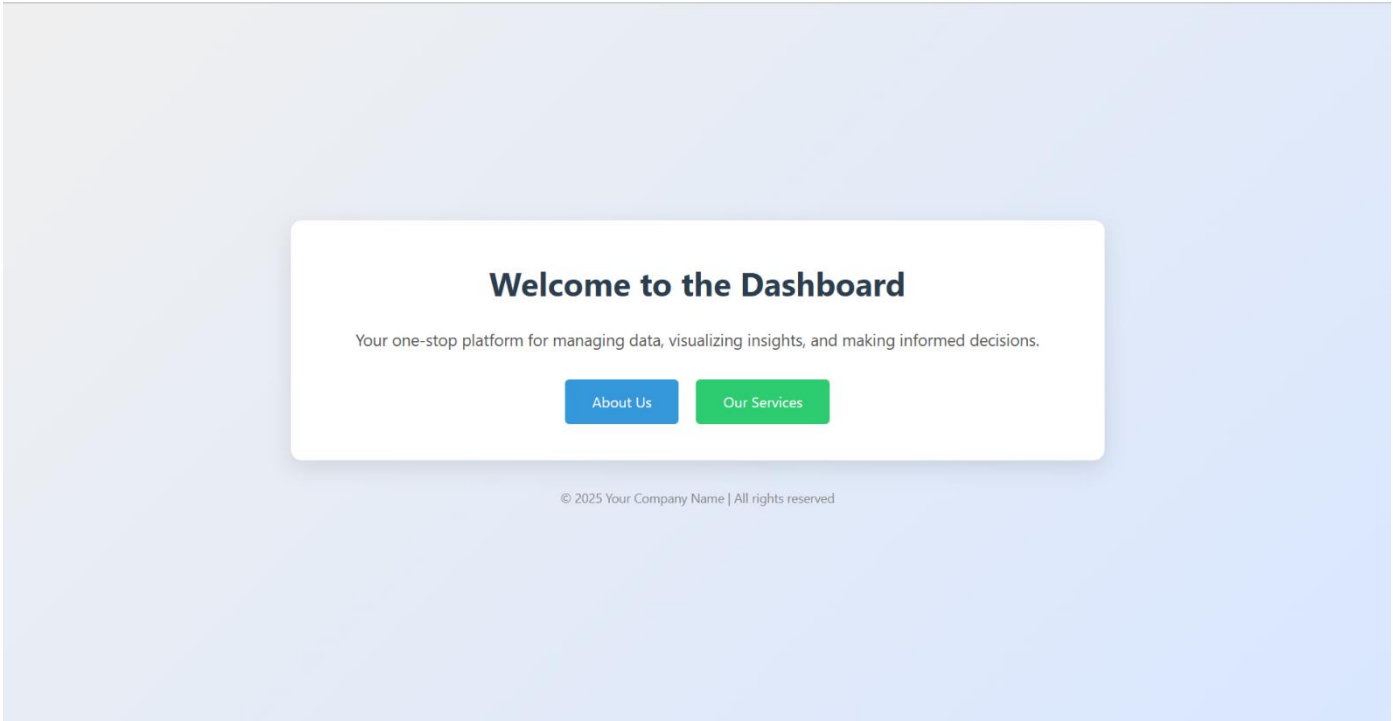 Welcome to the Dashboard
Your one-stop platform for managing data, visualizing insights, and making informed decisions.
About Us
Our Services
© 2025 Your Company Name | All rights reserved